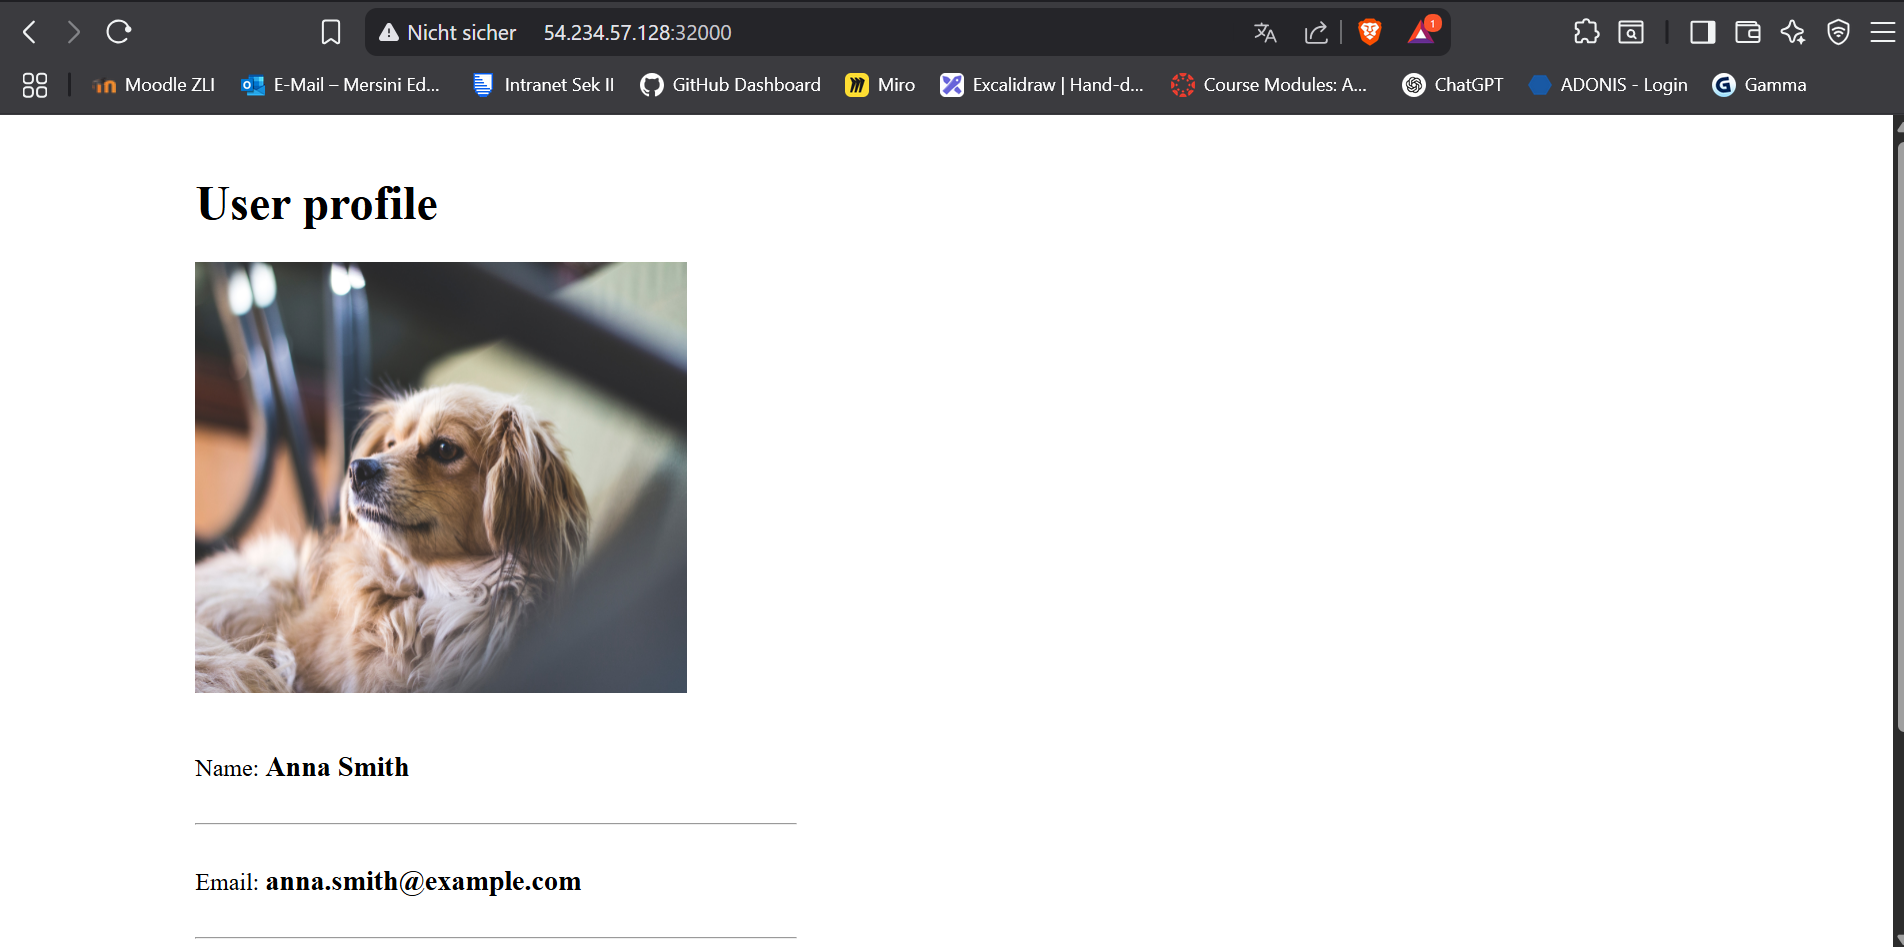 Nicht sicher 54.234.57.128:32000
1
Moodle ZLI E-Mail – Mersini Ed... Intranet Sek II GitHub Dashboard Miro Excalidraw | Hand-d... Course Modules: A... ChatGPT ADONIS - Login Gamma
User profile
Name: Anna Smith
Email: anna.smith@example.com